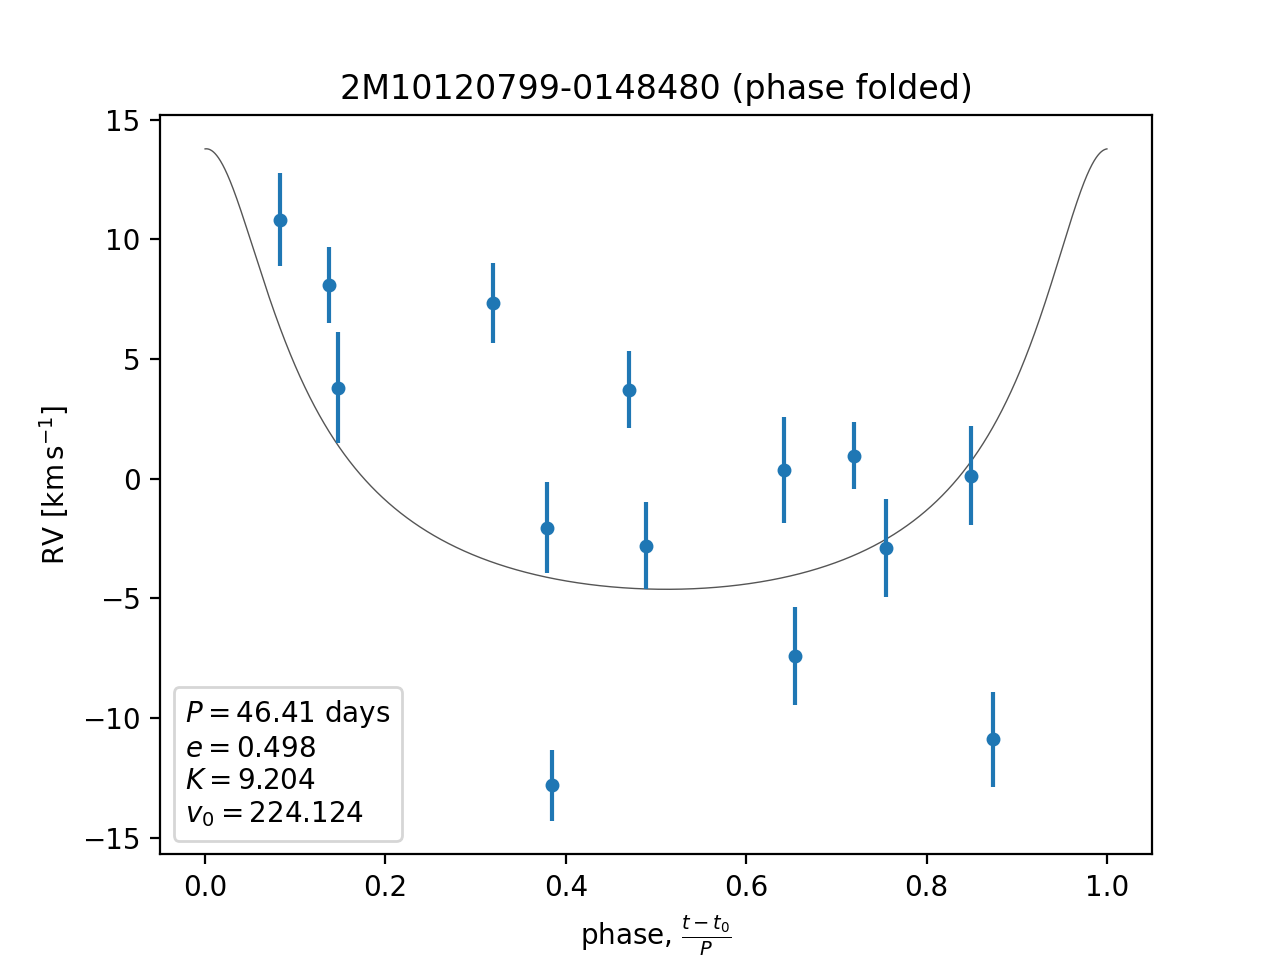 2M10120799-0148480 (phase folded)
15
10
5
0
−5
−10
−15
RV [km s⁻¹]
P = 46.41 days
e = 0.498
K = 9.204
v₀ = 224.124
0.0 0.2 0.4 0.6 0.8 1.0
phase, (t − t₀)/P